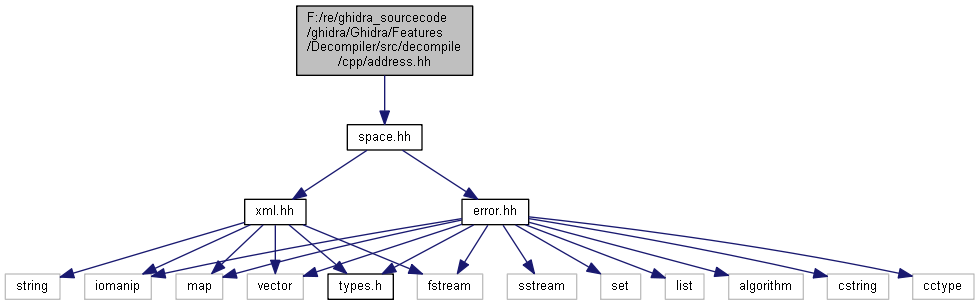 F:/re/ghidra_sourcecode
/ghidra/Ghidra/Features
/Decompiler/src/decompile
/cpp/address.hh
space.hh
xml.hh
error.hh
string
iomanip
map
vector
types.h
fstream
sstream
set
list
algorithm
cstring
cctype